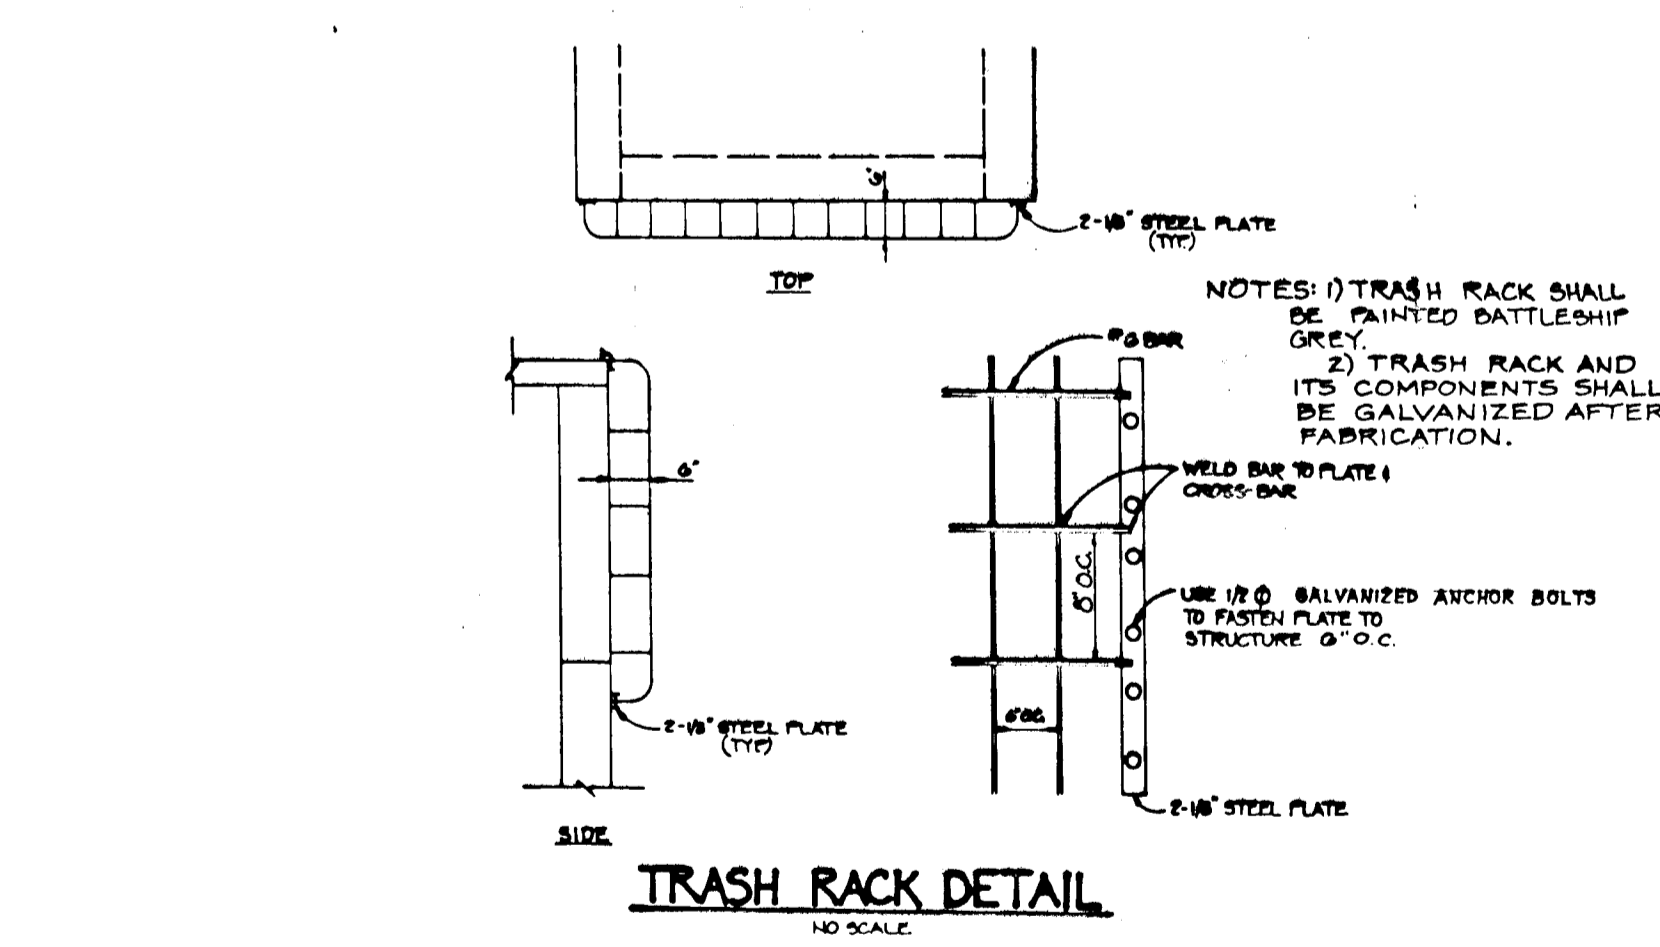 6"
2-1/8" STEEL PLATE
(TYP.)
TOP
NOTES: 1) TRASH RACK SHALL
BE PAINTED BATTLESHIP
GREY.
2) TRASH RACK AND
ITS COMPONENTS SHALL
BE GALVANIZED AFTER
FABRICATION.
#6 BAR
6"
WELD BAR TO PLATE &
CROSS-BAR
8" O.C.
USE 1/2 Φ GALVANIZED ANCHOR BOLTS
TO FASTEN PLATE TO
STRUCTURE 6" O.C.
6" O.C.
2-1/8" STEEL PLATE
(TYP)
2-1/8" STEEL PLATE
SIDE
TRASH RACK DETAIL
NO SCALE